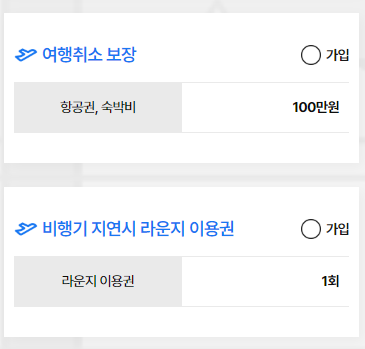 여행취소 보장
가입
항공권, 숙박비
100만원
비행기 지연시 라운지 이용권
가입
라운지 이용권
1회